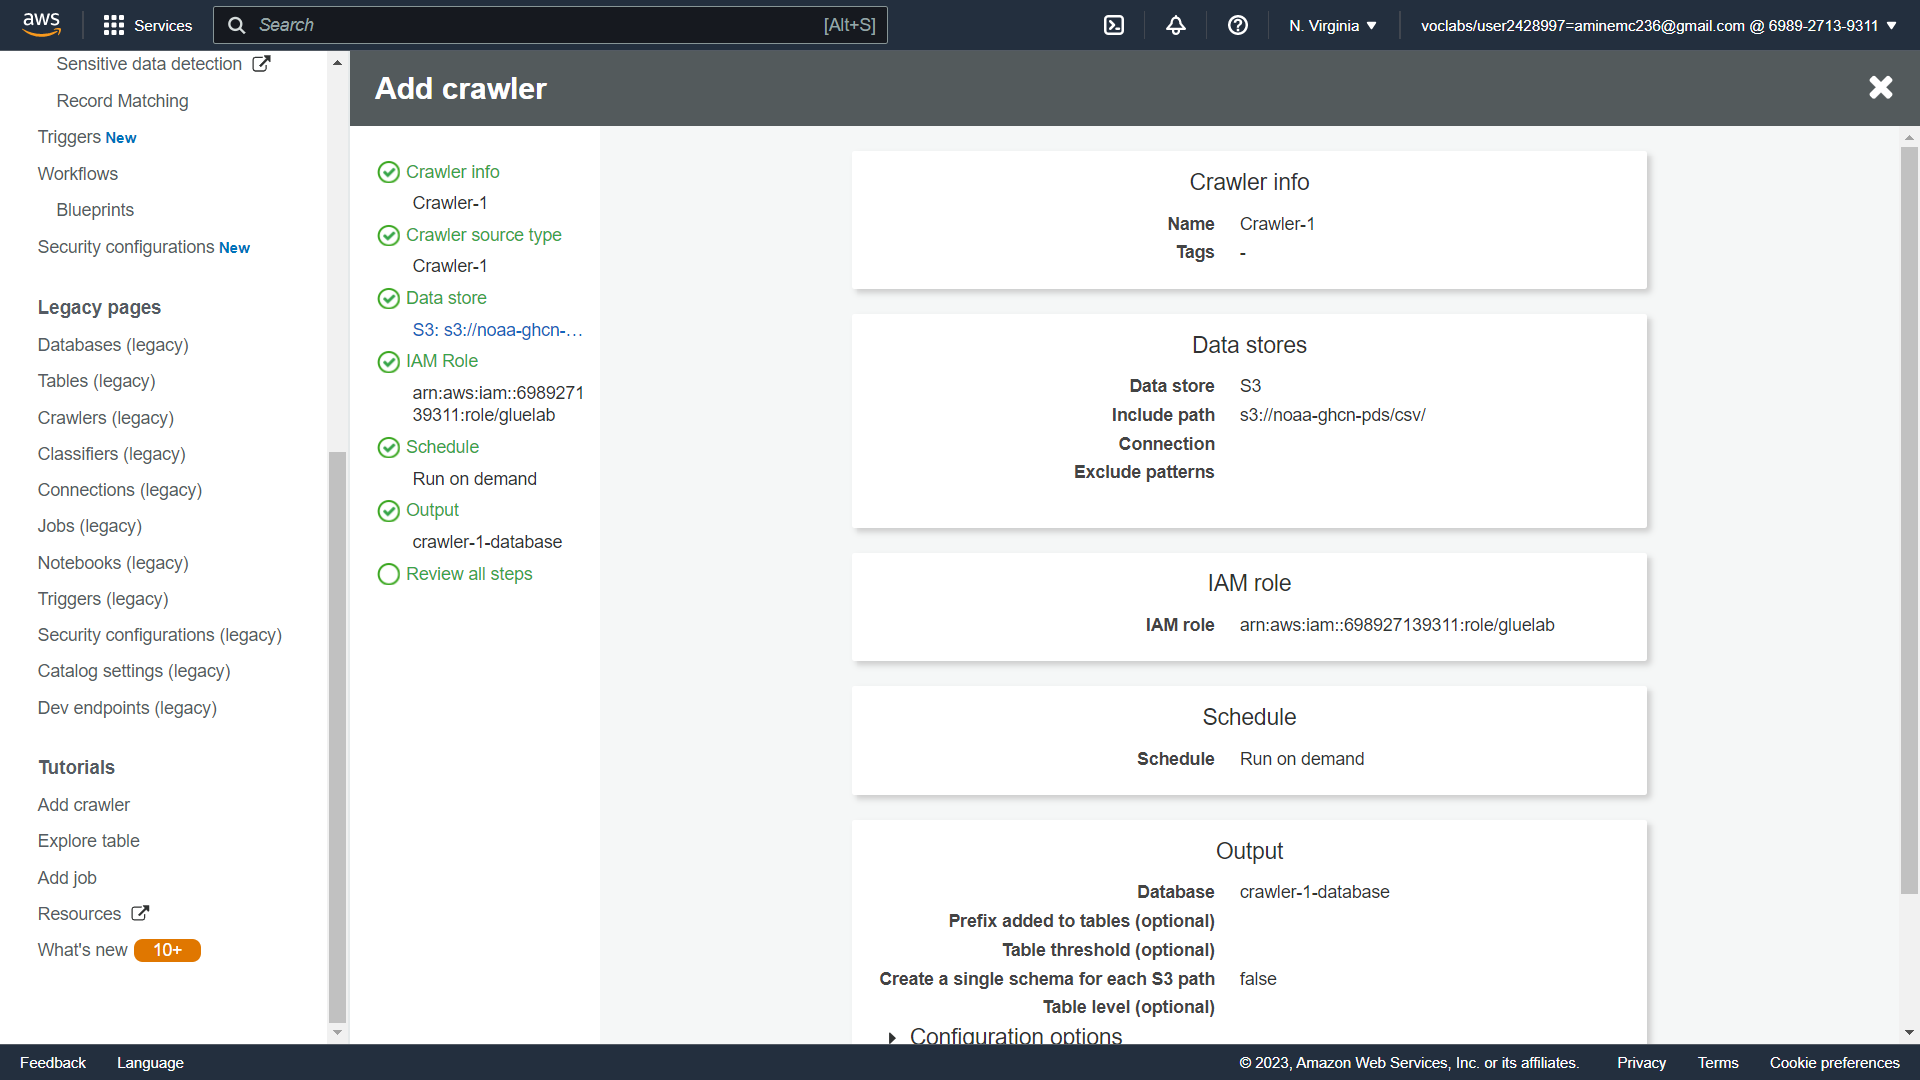 aws
Services
Search
[Alt+S]
N. Virginia
voclabs/user2428997=aminemc236@gmail.com @ 6989-2713-9311
Sensitive data detection
Record Matching
Triggers New
Workflows
Blueprints
Security configurations New
Legacy pages
Databases (legacy)
Tables (legacy)
Crawlers (legacy)
Classifiers (legacy)
Connections (legacy)
Jobs (legacy)
Notebooks (legacy)
Triggers (legacy)
Security configurations (legacy)
Catalog settings (legacy)
Dev endpoints (legacy)
Tutorials
Add crawler
Explore table
Add job
Resources
What's new 10+
Add crawler
Crawler info
Crawler-1
Crawler source type
Crawler-1
Data store
S3: s3://noaa-ghcn-...
IAM Role
arn:aws:iam::6989271
39311:role/gluelab
Schedule
Run on demand
Output
crawler-1-database
Review all steps
Crawler info
Name Crawler-1
Tags -
Data stores
Data store S3
Include path s3://noaa-ghcn-pds/csv/
Connection
Exclude patterns
IAM role
IAM role arn:aws:iam::698927139311:role/gluelab
Schedule
Schedule Run on demand
Output
Database crawler-1-database
Prefix added to tables (optional)
Table threshold (optional)
Create a single schema for each S3 path false
Table level (optional)
Configuration options
Feedback
Language
© 2023, Amazon Web Services, Inc. or its affiliates.
Privacy
Terms
Cookie preferences